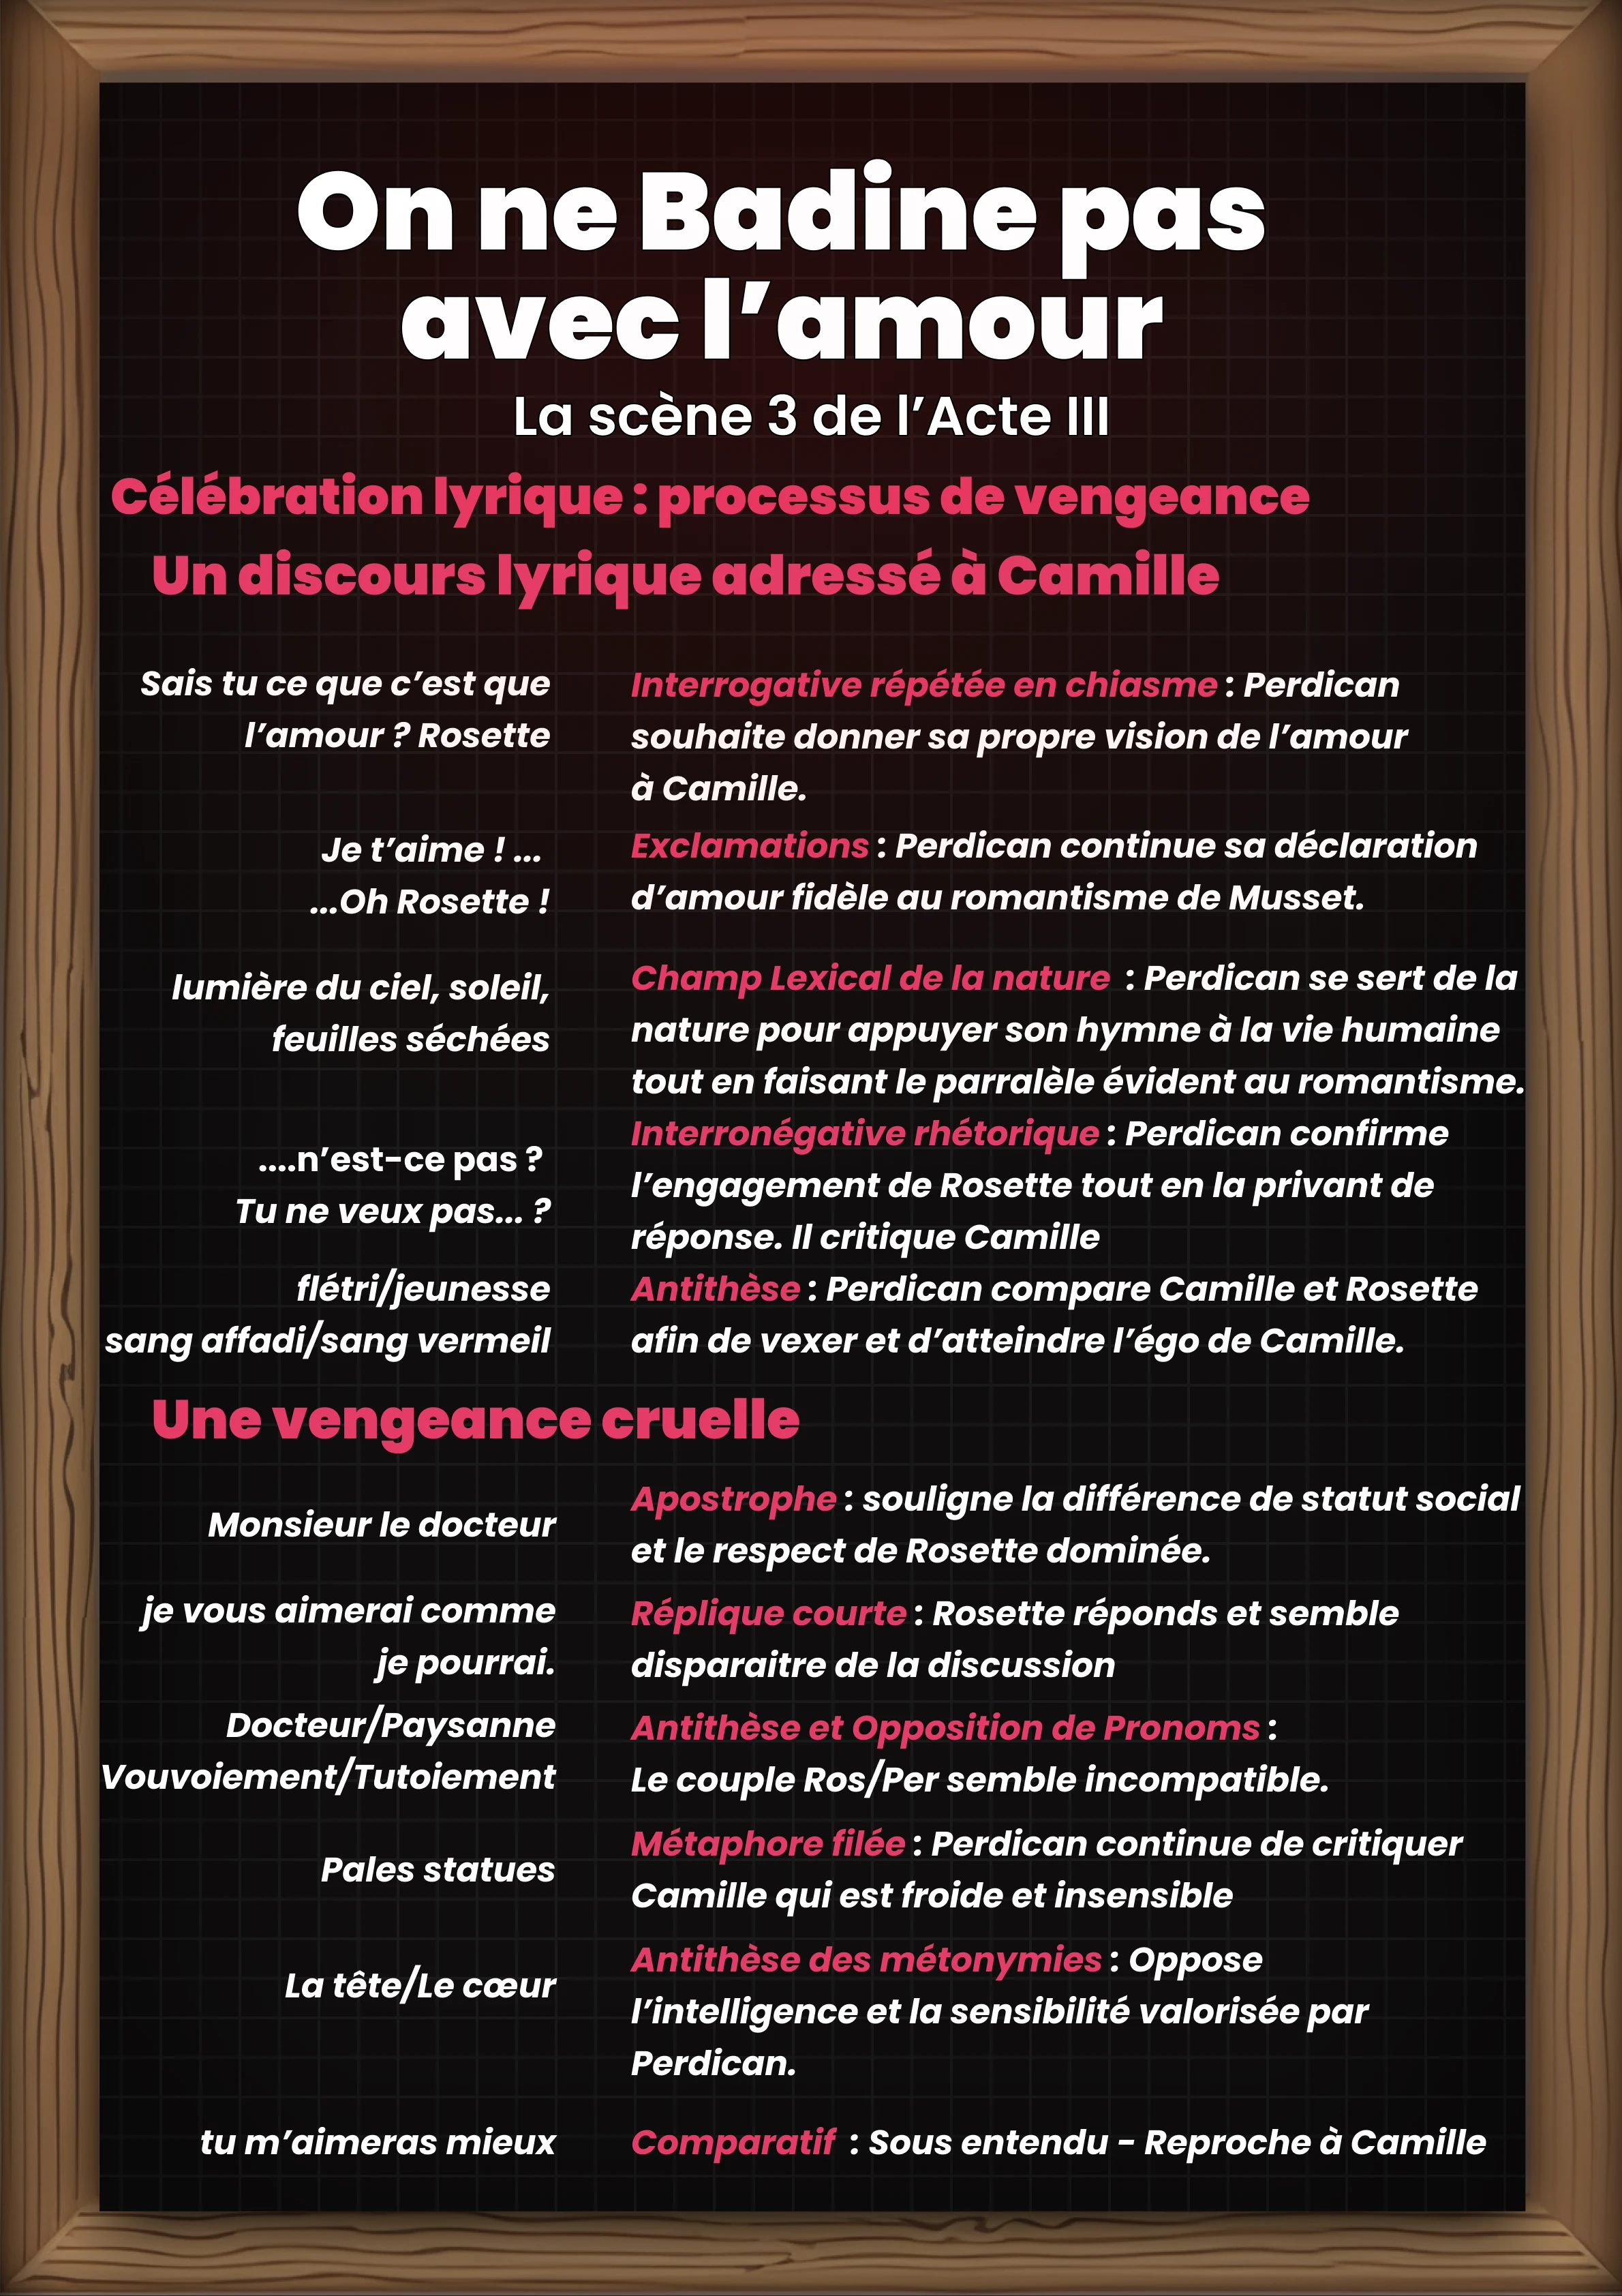 On ne Badine pas
avec l’amour
La scène 3 de l’Acte III
Célébration lyrique : processus de vengeance
Un discours lyrique adressé à Camille
Sais tu ce que c’est que
l’amour ? Rosette
Interrogative répétée en chiasme : Perdican
souhaite donner sa propre vision de l’amour
à Camille.
Je t’aime ! ...
...Oh Rosette !
Exclamations : Perdican continue sa déclaration
d’amour fidèle au romantisme de Musset.
lumière du ciel, soleil,
feuilles séchées
Champ Lexical de la nature : Perdican se sert de la
nature pour appuyer son hymne à la vie humaine
tout en faisant le parralèle évident au romantisme.
....n’est-ce pas ?
Tu ne veux pas... ?
Interronégative rhétorique : Perdican confirme
l’engagement de Rosette tout en la privant de
réponse. Il critique Camille
flétri/jeunesse
sang affadi/sang vermeil
Antithèse : Perdican compare Camille et Rosette
afin de vexer et d’atteindre l’égo de Camille.
Une vengeance cruelle
Monsieur le docteur
Apostrophe : souligne la différence de statut social
et le respect de Rosette dominée.
je vous aimerai comme
je pourrai.
Réplique courte : Rosette réponds et semble
disparaitre de la discussion
Docteur/Paysanne
Vouvoiement/Tutoiement
Antithèse et Opposition de Pronoms :
Le couple Ros/Per semble incompatible.
Pales statues
Métaphore filée : Perdican continue de critiquer
Camille qui est froide et insensible
La tête/Le cœur
Antithèse des métonymies : Oppose
l’intelligence et la sensibilité valorisée par
Perdican.
tu m’aimeras mieux
Comparatif : Sous entendu - Reproche à Camille